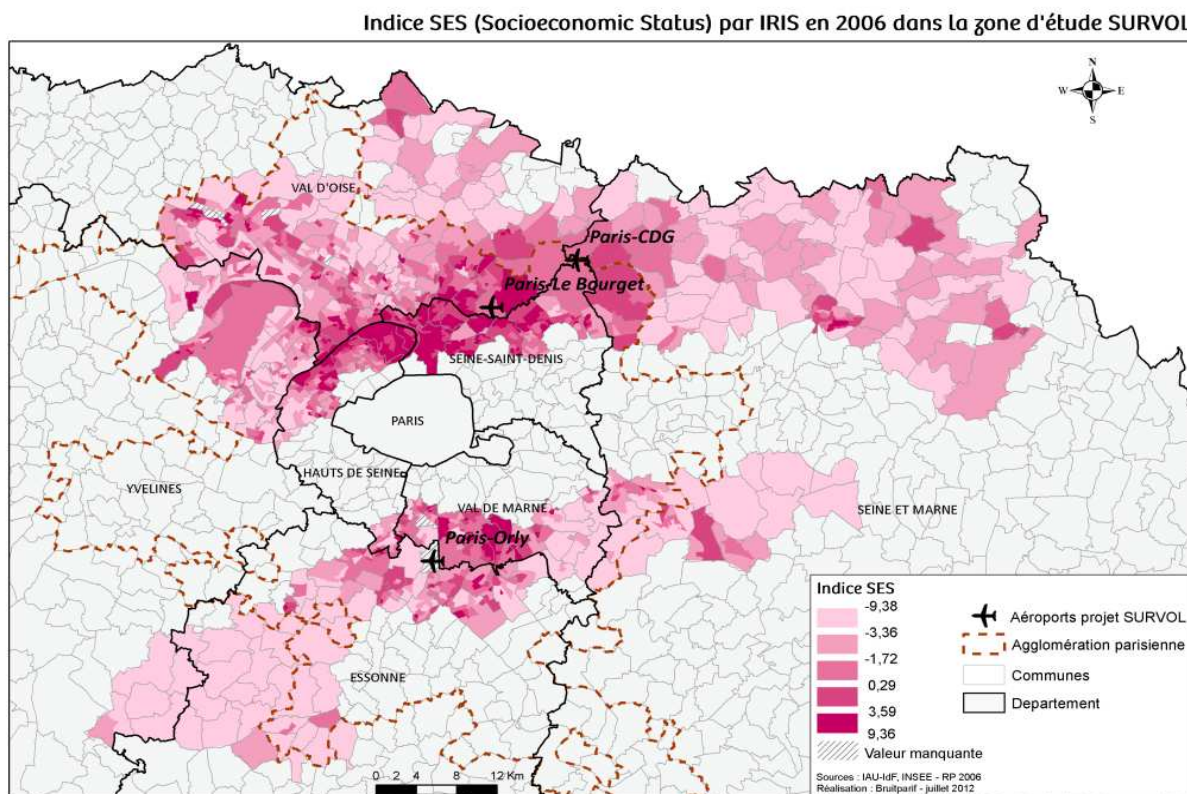 Indice SES (Socioeconomic Status) par IRIS en 2006 dans la zone d'étude SURVOL
N
W E
S
VAL D'OISE
Paris-CDG
Paris-Le Bourget
SEINE-SAINT-DENIS
PARIS
HAUTS DE SEINE
YVELINES
VAL DE MARNE
SEINE ET MARNE
Paris-Orly
ESSONNE
Indice SES
-9,38
-3,36
-1,72
0,29
3,59
9,36
Valeur manquante
Aéroports projet SURVOL
Agglomération parisienne
Communes
Departement
Sources : IAU-IdF, INSEE - RP 2006
Réalisation : Bruitparif - juillet 2012
0 2 4 8 12 Km